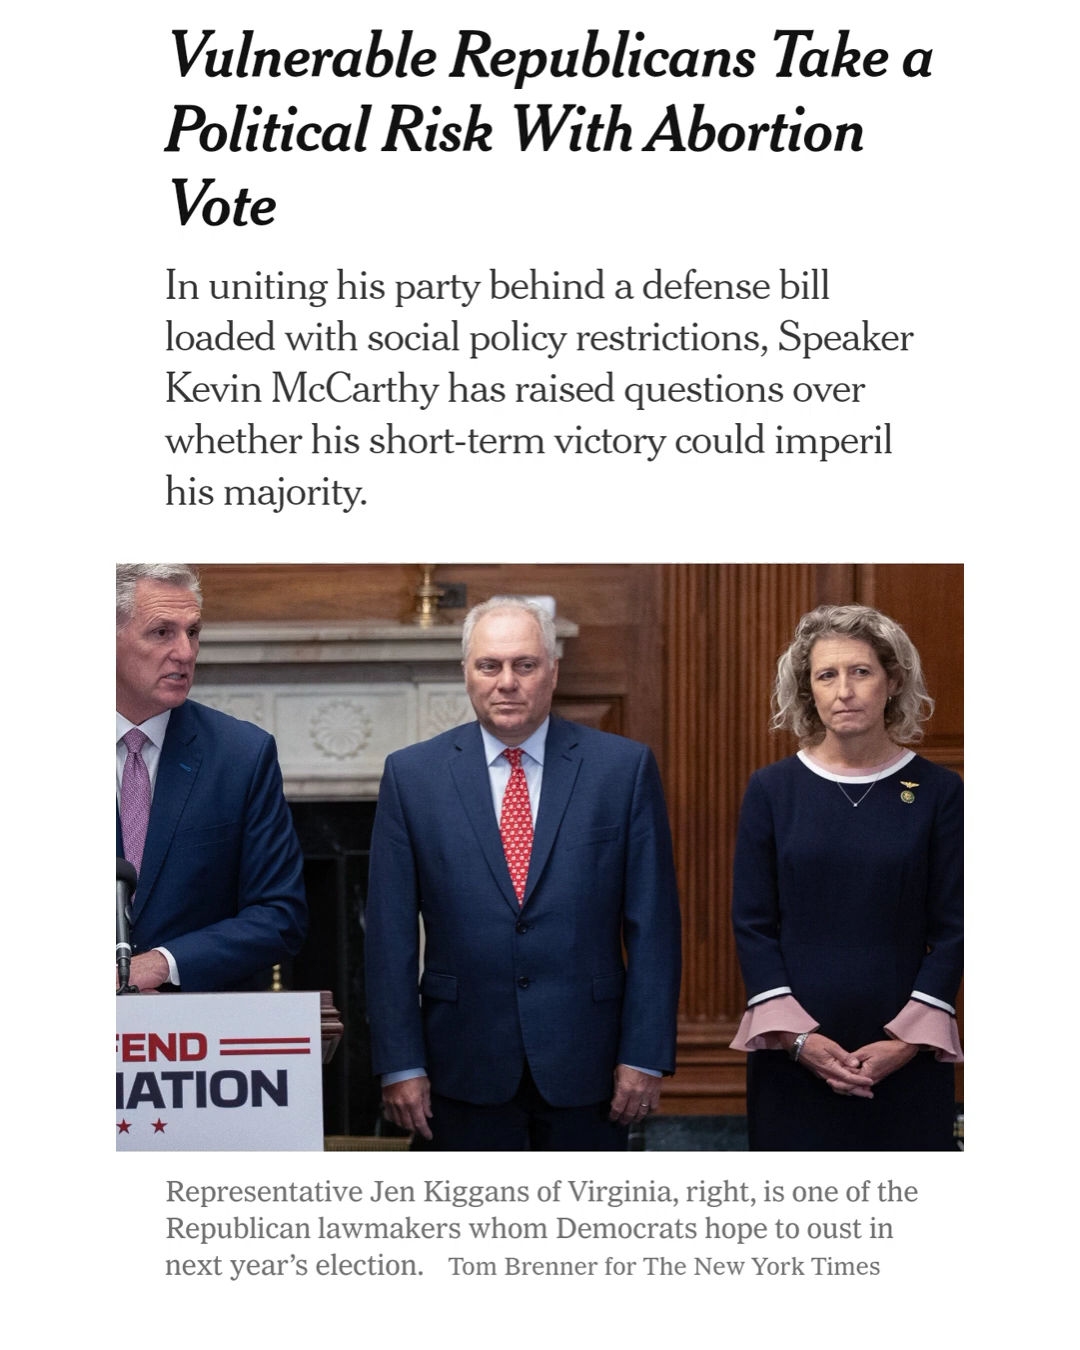 Vulnerable Republicans Take a
Political Risk With Abortion
Vote
In uniting his party behind a defense bill
loaded with social policy restrictions, Speaker
Kevin McCarthy has raised questions over
whether his short-term victory could imperil
his majority.
FEND
NATION
Representative Jen Kiggans of Virginia, right, is one of the
Republican lawmakers whom Democrats hope to oust in
next year’s election. Tom Brenner for The New York Times